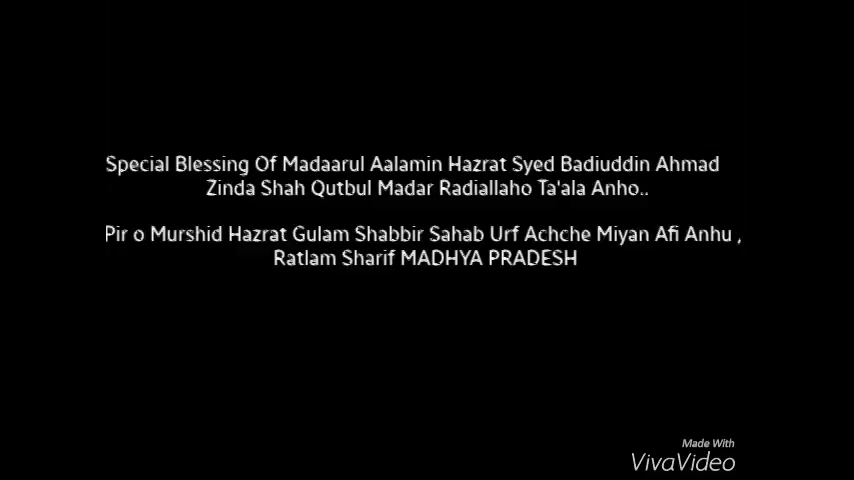 Special Blessing Of Madaarul Aalamin Hazrat Syed Badiuddin Ahmad
Zinda Shah Qutbul Madar Radiallaho Ta'ala Anho..
Pir o Murshid Hazrat Gulam Shabbir Sahab Urf Achche Miyan Afi Anhu ,
Ratlam Sharif MADHYA PRADESH
Made With
VivaVideo